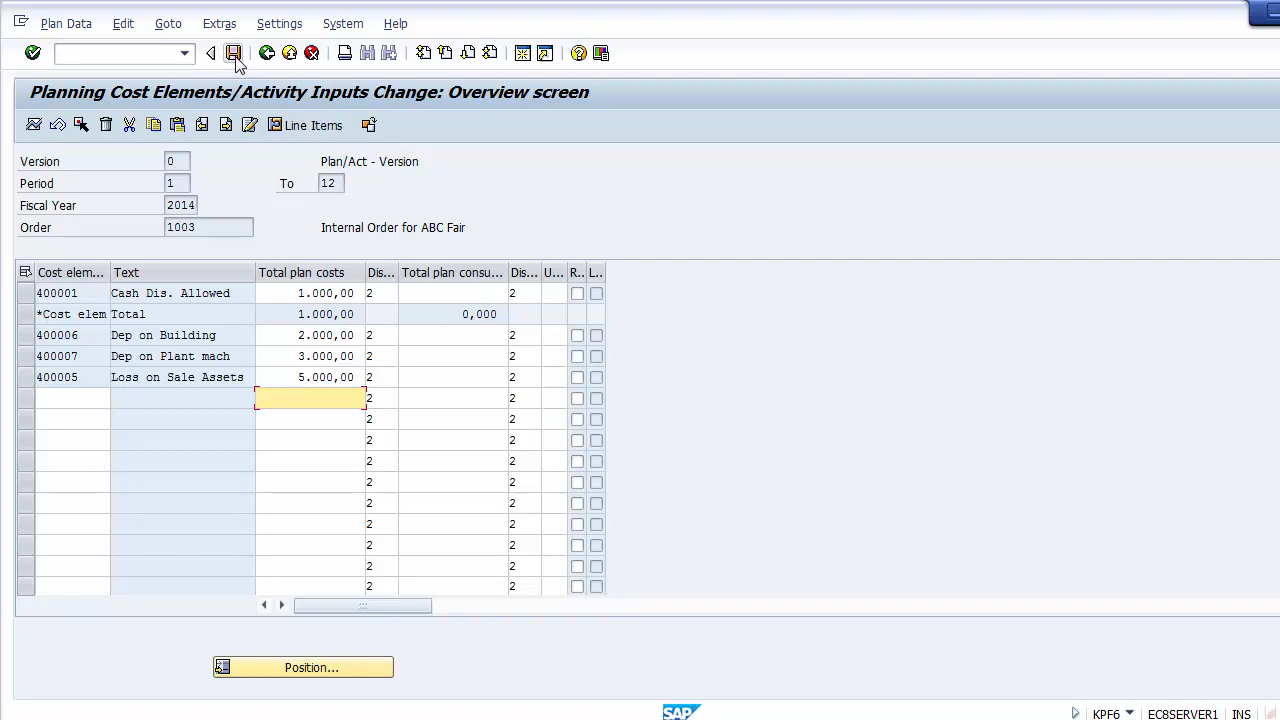 Plan Data Edit Goto Extras Settings System Help
Planning Cost Elements/Activity Inputs Change: Overview screen
Line Items
Version 0 Plan/Act - Version
Period 1 To 12
Fiscal Year 2014
Order 1003 Internal Order for ABC Fair
Cost elem... Text Total plan costs Dis... Total plan consu... Dis... U... R.. L..
400001 Cash Dis. Allowed 1.000,00 2 2
*Cost elem Total 1.000,00 0,000
400006 Dep on Building 2.000,00 2 2
400007 Dep on Plant mach 3.000,00 2 2
400005 Loss on Sale Assets 5.000,00 2 2
2 2
2 2
2 2
2 2
2 2
2 2
2 2
2 2
2 2
2 2
Position...
SAP KPF6 EC8SERVER1 INS